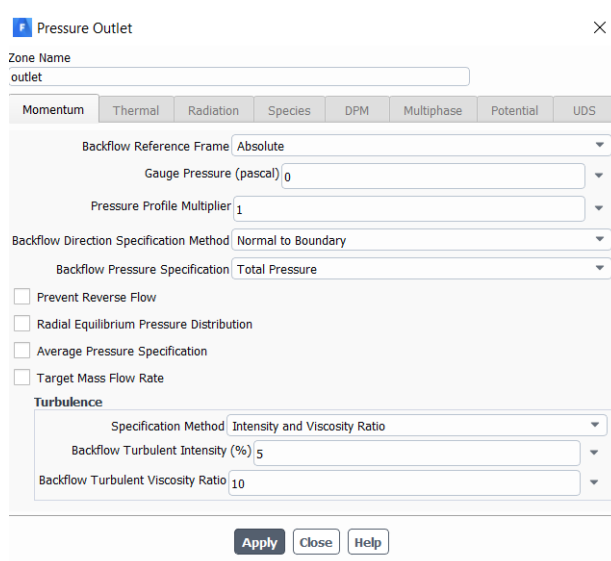 F Pressure Outlet
Zone Name
outlet
Momentum Thermal Radiation Species DPM Multiphase Potential UDS
Backflow Reference Frame Absolute
Gauge Pressure (pascal) 0
Pressure Profile Multiplier 1
Backflow Direction Specification Method Normal to Boundary
Backflow Pressure Specification Total Pressure
Prevent Reverse Flow
Radial Equilibrium Pressure Distribution
Average Pressure Specification
Target Mass Flow Rate
Turbulence
Specification Method Intensity and Viscosity Ratio
Backflow Turbulent Intensity (%) 5
Backflow Turbulent Viscosity Ratio 10
Apply Close Help